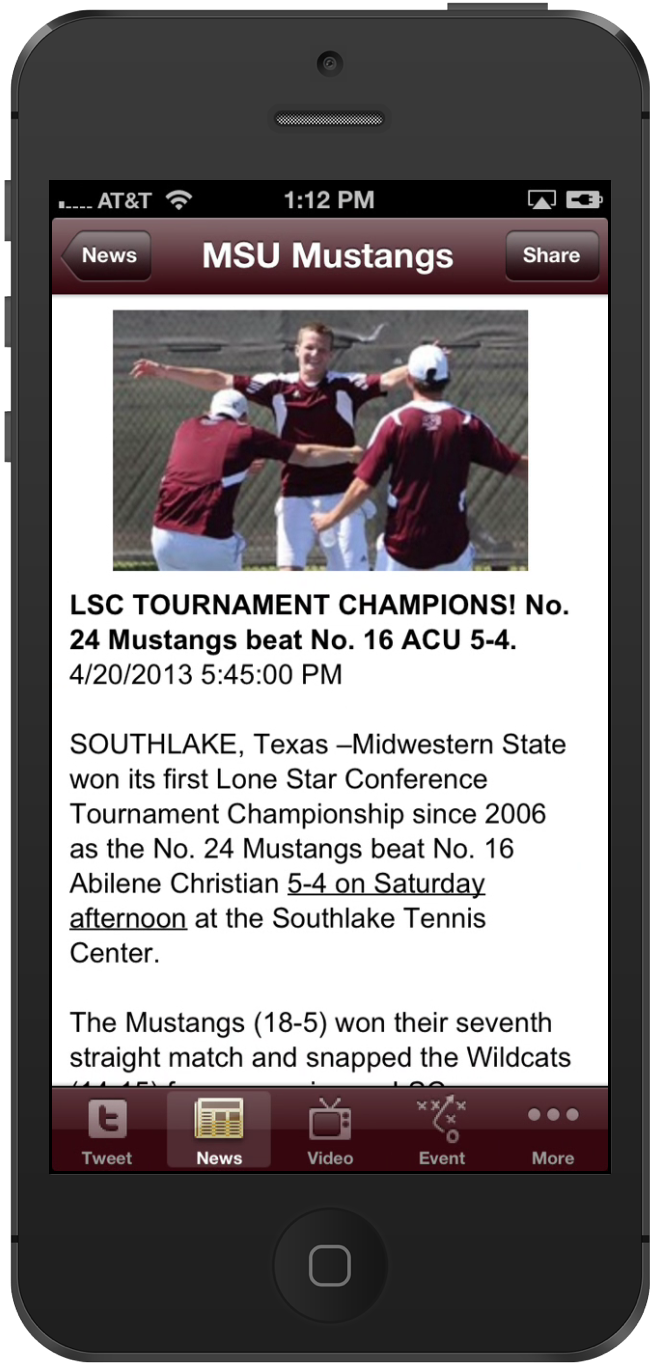 AT&T 1:12 PM
News MSU Mustangs Share
LSC TOURNAMENT CHAMPIONS! No.
24 Mustangs beat No. 16 ACU 5-4.
4/20/2013 5:45:00 PM
SOUTHLAKE, Texas –Midwestern State
won its first Lone Star Conference
Tournament Championship since 2006
as the No. 24 Mustangs beat No. 16
Abilene Christian 5-4 on Saturday
afternoon at the Southlake Tennis
Center.
The Mustangs (18-5) won their seventh
straight match and snapped the Wildcats
Tweet News Video Event More